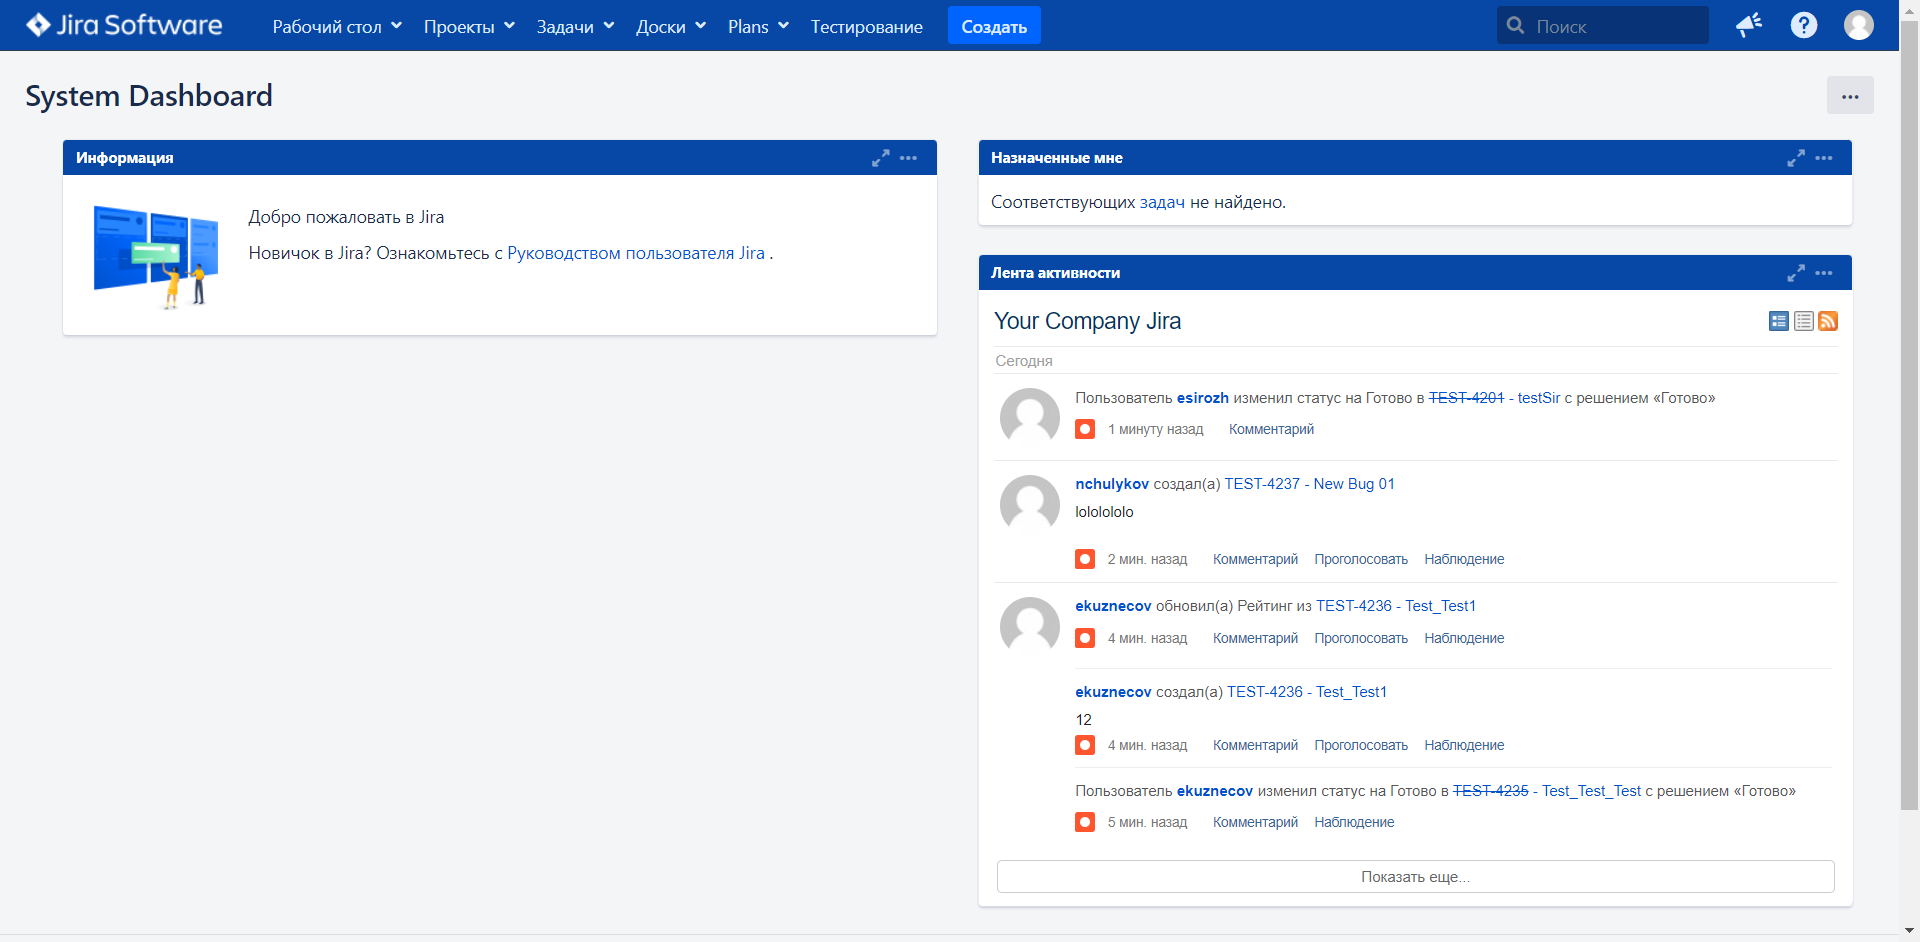 Jira Software Рабочий стол Проекты Задачи Доски Plans Тестирование Создать Поиск
System Dashboard
Информация
Добро пожаловать в Jira
Новичок в Jira? Ознакомьтесь с Руководством пользователя Jira .
Назначенные мне
Соответствующих задач не найдено.
Лента активности
Your Company Jira
Сегодня
Пользователь esirozh изменил статус на Готово в TEST-4201 - testSir с решением «Готово»
1 минуту назад Комментарий
nchulykov создал(а) TEST-4237 - New Bug 01
lololololo
2 мин. назад Комментарий Проголосовать Наблюдение
ekuznecov обновил(а) Рейтинг из TEST-4236 - Test_Test1
4 мин. назад Комментарий Проголосовать Наблюдение
ekuznecov создал(а) TEST-4236 - Test_Test1
12
4 мин. назад Комментарий Проголосовать Наблюдение
Пользователь ekuznecov изменил статус на Готово в TEST-4235 - Test_Test_Test с решением «Готово»
5 мин. назад Комментарий Наблюдение
Показать еще...